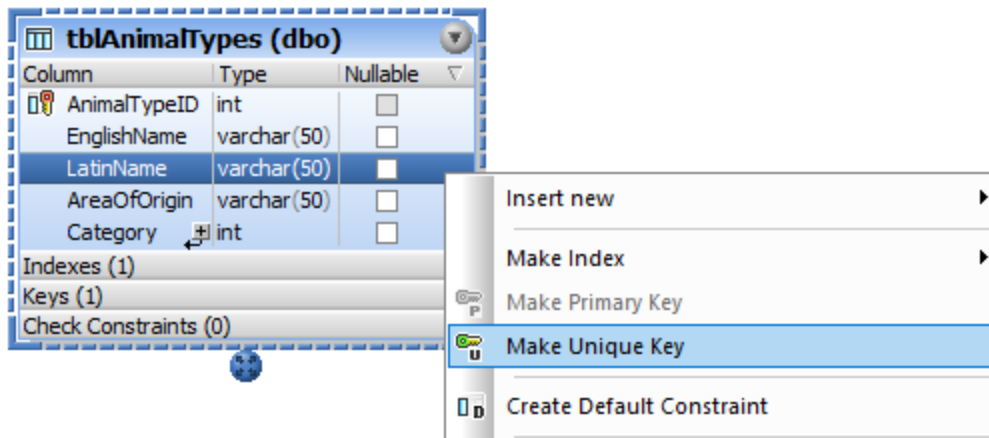 tblAnimalTypes (dbo)
Column Type Nullable
AnimalTypeID int
EnglishName varchar(50)
LatinName varchar(50)
AreaOfOrigin varchar(50)
Category int
Indexes (1)
Keys (1)
Check Constraints (0)
Insert new
Make Index
P Make Primary Key
U Make Unique Key
D Create Default Constraint